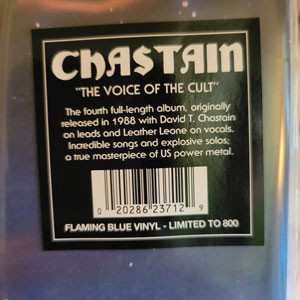 CHASTAIN
"THE VOICE OF THE CULT"
The fourth full-length album, originally
released in 1988 with David T. Chastain
on leads and Leather Leone on vocals.
Incredible songs and explosive solos;
a true masterpiece of US power metal.
0 20286 23712 9
FLAMING BLUE VINYL - LIMITED TO 800